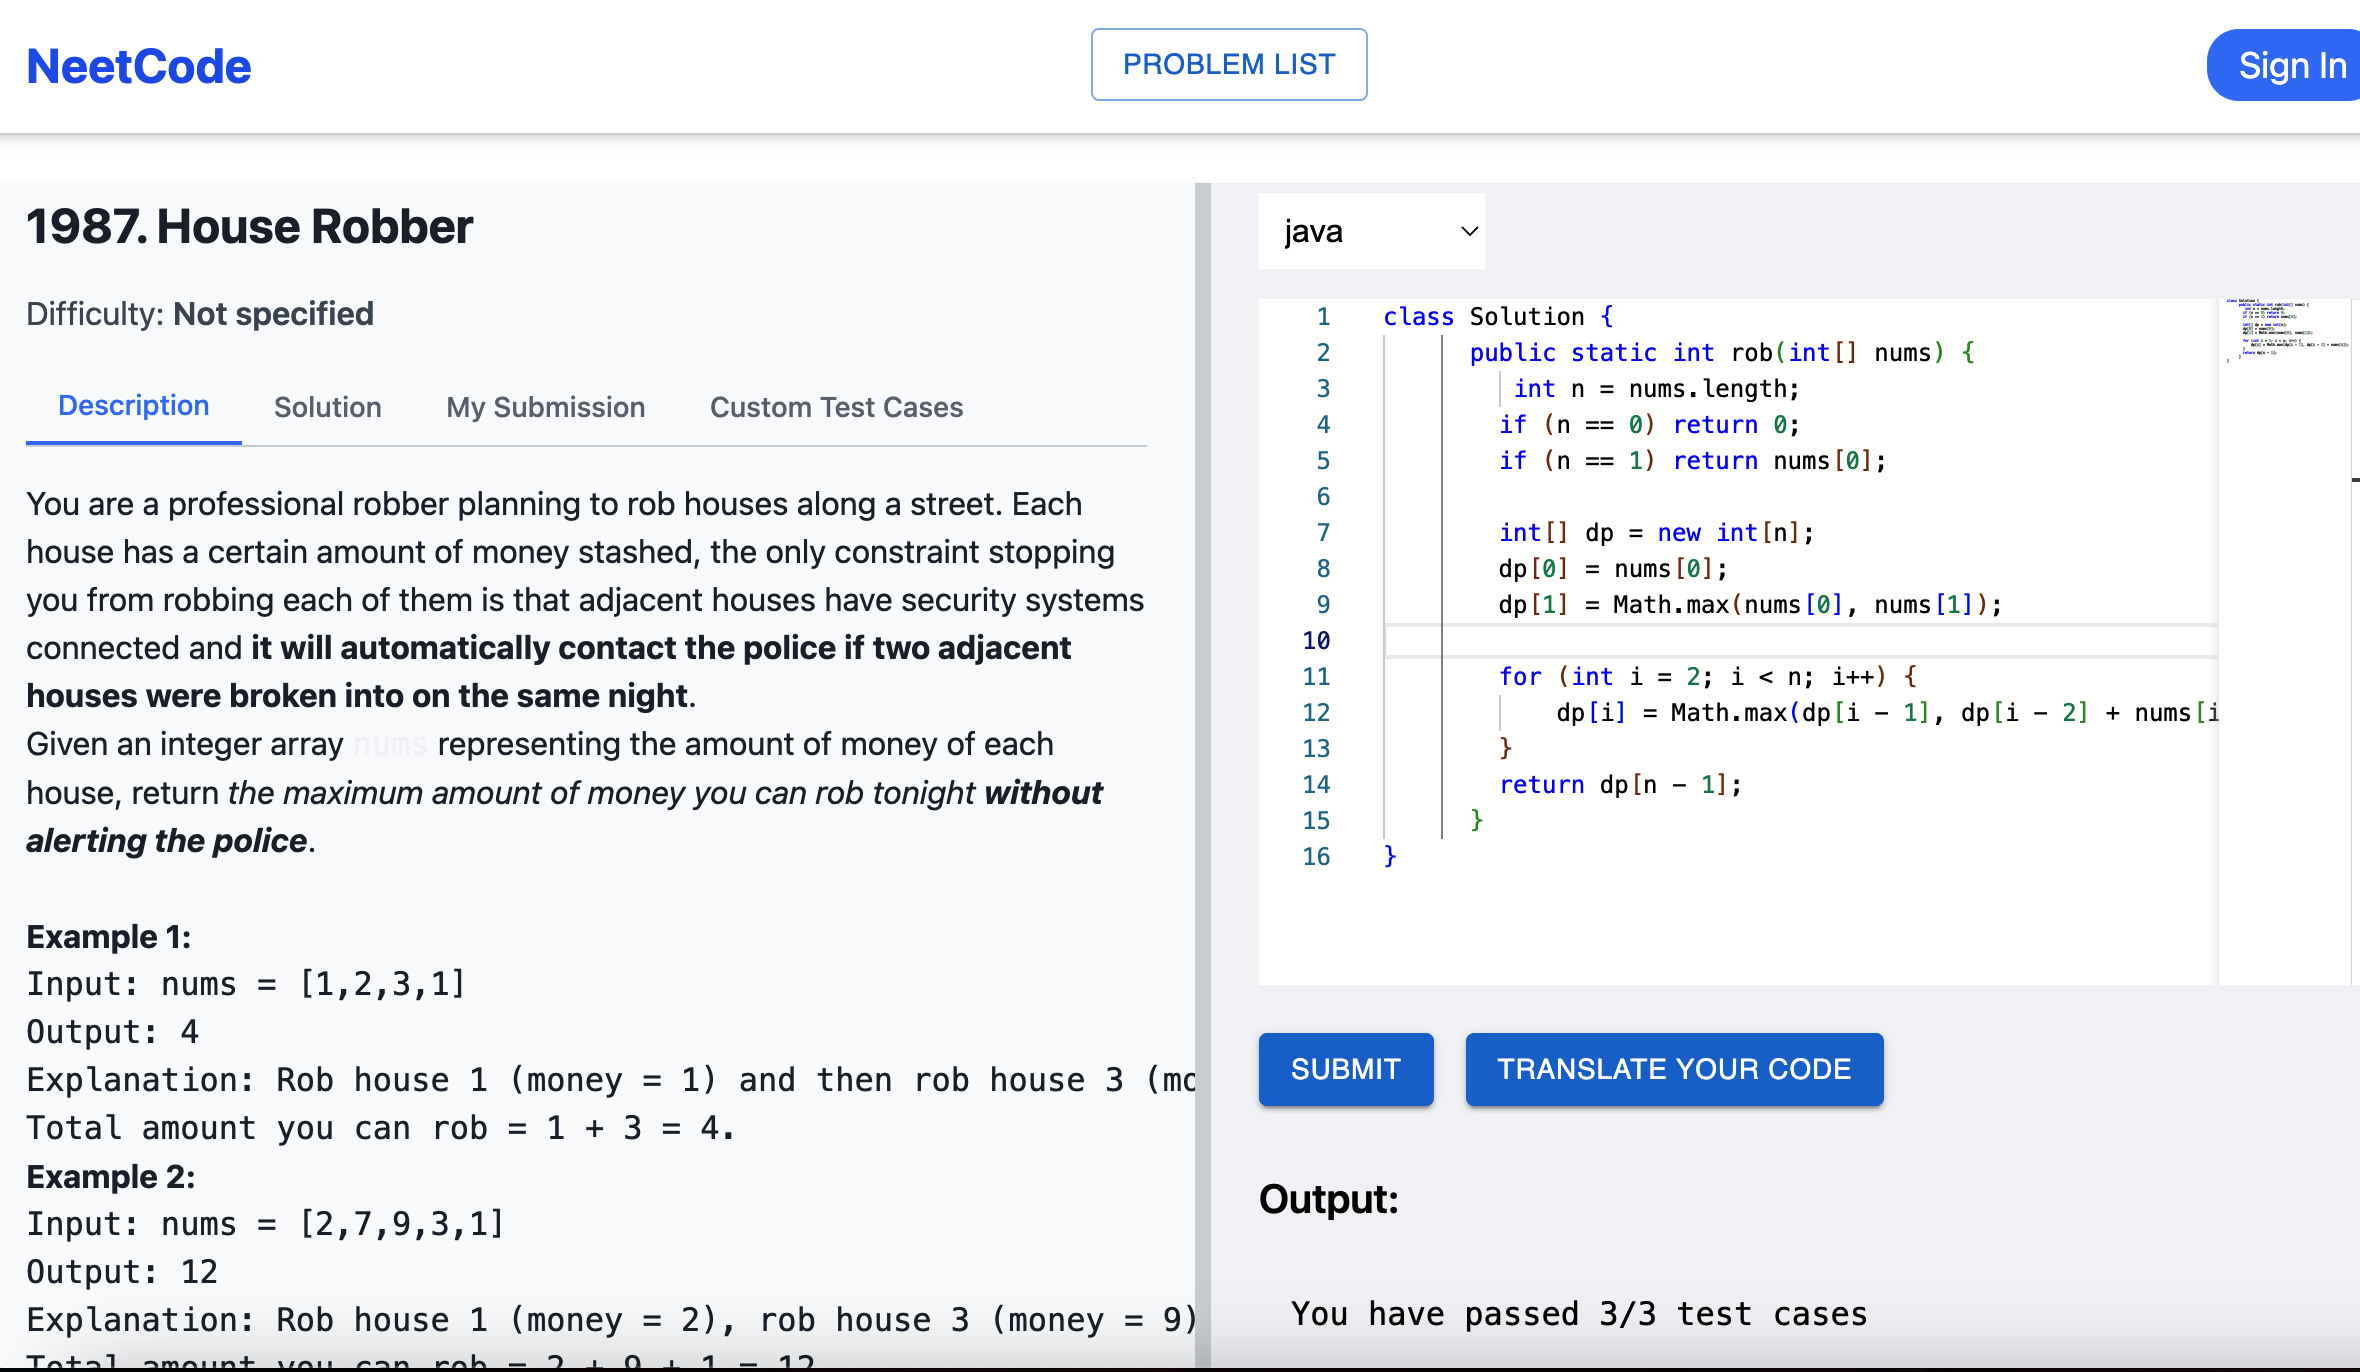 NeetCode
PROBLEM LIST
Sign In
1987. House Robber
Difficulty: Not specified
Description
Solution
My Submission
Custom Test Cases
You are a professional robber planning to rob houses along a street. Each
house has a certain amount of money stashed, the only constraint stopping
you from robbing each of them is that adjacent houses have security systems
connected and it will automatically contact the police if two adjacent
houses were broken into on the same night.
Given an integer array nums representing the amount of money of each
house, return the maximum amount of money you can rob tonight without
alerting the police.
Example 1:
Input: nums = [1,2,3,1]
Output: 4
Explanation: Rob house 1 (money = 1) and then rob house 3 (mo
Total amount you can rob = 1 + 3 = 4.
Example 2:
Input: nums = [2,7,9,3,1]
Output: 12
Explanation: Rob house 1 (money = 2), rob house 3 (money = 9)
Total amount you can rob = 2 + 9 + 1 = 12
java
1 class Solution {
2 public static int rob(int[] nums) {
3 int n = nums.length;
4 if (n == 0) return 0;
5 if (n == 1) return nums[0];
6
7 int[] dp = new int[n];
8 dp[0] = nums[0];
9 dp[1] = Math.max(nums[0], nums[1]);
10
11 for (int i = 2; i < n; i++) {
12 dp[i] = Math.max(dp[i - 1], dp[i - 2] + nums[i
13 }
14 return dp[n - 1];
15 }
16 }
SUBMIT
TRANSLATE YOUR CODE
Output:
You have passed 3/3 test cases